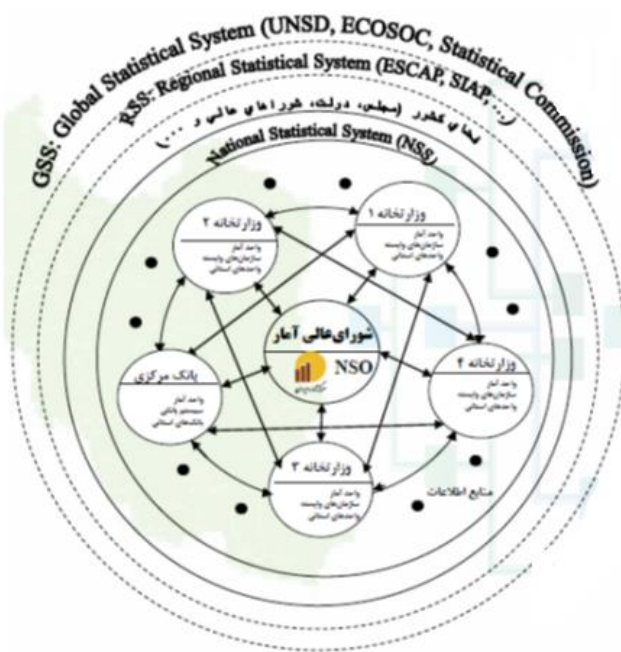 GSS: Global Statistical System (UNSD, ECOSOC, Statistical Commission)
RSS- Regional Statistical System (ESCAP, SIAP, ...)
فضای کشور (مجلس، دولت، شوراهای عالی و ...)
National Statistical System (NSS)
وزارتخانه ۱
واحد آمار
سازمان‌های وابسته
واحدهای استانی
وزارتخانه ۲
واحد آمار
سازمان‌های وابسته
واحدهای استانی
شورای‌عالی آمار
NSO
وزارتخانه ۴
واحد آمار
سازمان‌های وابسته
واحدهای استانی
بانک مرکزی
واحد آمار
سیستم بانکی
بانک‌های استانی
وزارتخانه ۳
واحد آمار
سازمان‌های وابسته
واحدهای استانی
منابع اطلاعات